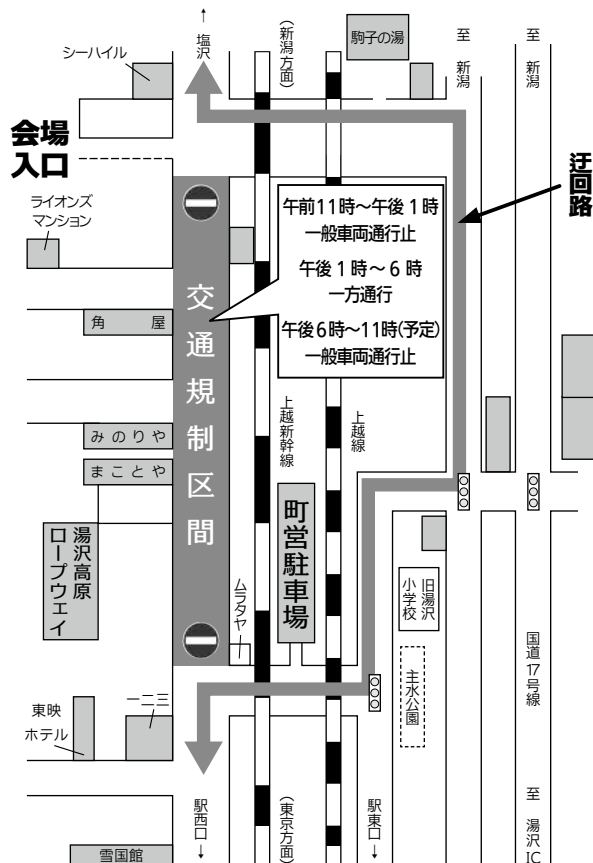 ↑ 塩沢
(新潟方面)
駒子の湯
至 新潟
至 新潟
シーハイル
会場
入口
迂回路
ライオンズ
マンション
午前11時～午後1時
一般車両通行止
午後1時～6時
一方通行
午後6時～11時(予定)
一般車両通行止
角屋
交通規制区間
上越新幹線
上越線
みのりや
まことや
町営駐車場
湯沢高原
ロープウェイ
ムラタヤ
旧湯沢
小学校
主水公園
国道17号線
一二三
東映
ホテル
雪国館
駅西口↓
(東京方面)
駅東口↓
至 湯沢IC